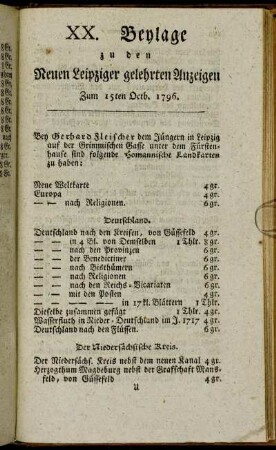 XX. Beylage
zu den
Neuen Leipziger gelehrten Anzeigen
Zum 15ten Octb. 1796.
Bey Gerhard Fleischer dem Jüngern in Leipzig
auf der Grimmischen Gasse unter dem Fürsten-
hause sind folgende Homannische Landkarten
zu haben:
Neue Weltkarte 4 gr.
Europa 4 gr.
— — nach Religionen. 6 gr.
Deutschland.
Deutschland nach den Kreisen, von Güssefeld 4 gr.
— — in 4 Bl. von Demselben 1 Thlr. 8 gr.
— — nach den Provinzen 6 gr.
— — der Benedictiner 6 gr.
— — nach Bisthümern 6 gr.
— — nach Religionen 6 gr.
— — nach den Reichs-Vicariaten 6 gr.
— — mit den Posten 4 gr.
— — — in 17 kl. Blättern 1 Thlr.
Dieselbe zusammen gefügt 1 Thlr. 4 gr.
Wasserfluth in Nieder-Deutschland im J. 1717 4 gr.
Deutschland nach den Flüssen. 6 gr.
Der Niedersächsische Kreis.
Der Niedersächs. Kreis nebst dem neuen Kanal 4 gr.
Herzogthum Magdeburg nebst der Grafschaft Mans-
feld, von Güssefeld 4 gr.
U